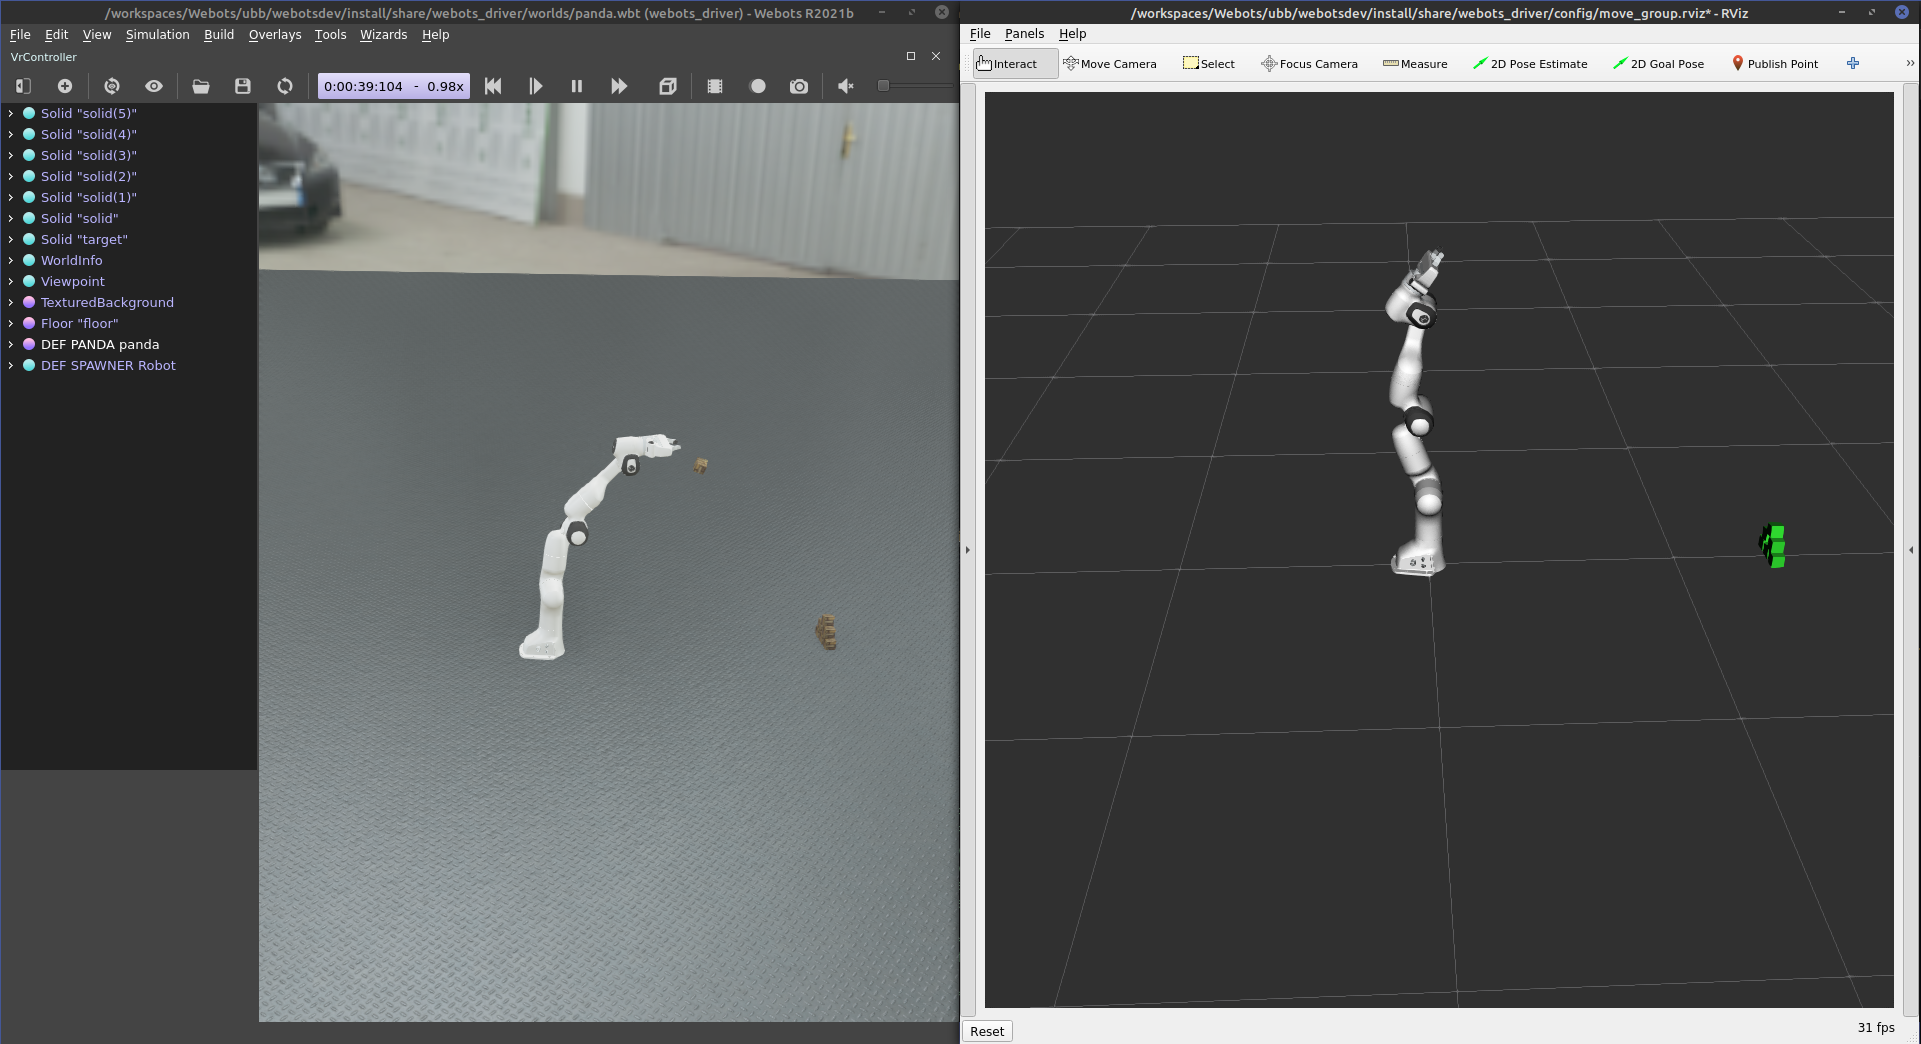 /workspaces/Webots/ubb/webotsdev/install/share/webots_driver/worlds/panda.wbt (webots_driver) - Webots R2021b
File Edit View Simulation Build Overlays Tools Wizards Help
VrController
0:00:39:104 - 0.98x
Solid "solid(5)"
Solid "solid(4)"
Solid "solid(3)"
Solid "solid(2)"
Solid "solid(1)"
Solid "solid"
Solid "target"
WorldInfo
Viewpoint
TexturedBackground
Floor "floor"
DEF PANDA panda
DEF SPAWNER Robot
/workspaces/Webots/ubb/webotsdev/install/share/webots_driver/config/move_group.rviz* - RViz
File Panels Help
Interact Move Camera Select Focus Camera Measure 2D Pose Estimate 2D Goal Pose Publish Point
Reset
31 fps